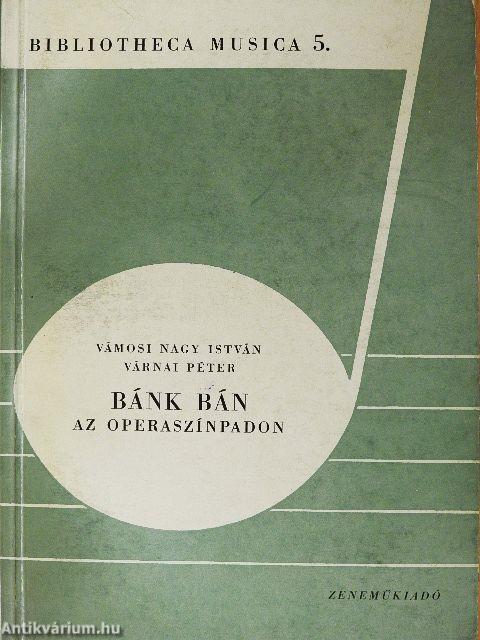 BIBLIOTHECA MUSICA 5.
VÁMOSI NAGY ISTVÁN
VÁRNAI PÉTER
BÁNK BÁN
AZ OPERASZÍNPADON
ZENEMŰKIADÓ
Antikvárium.hu